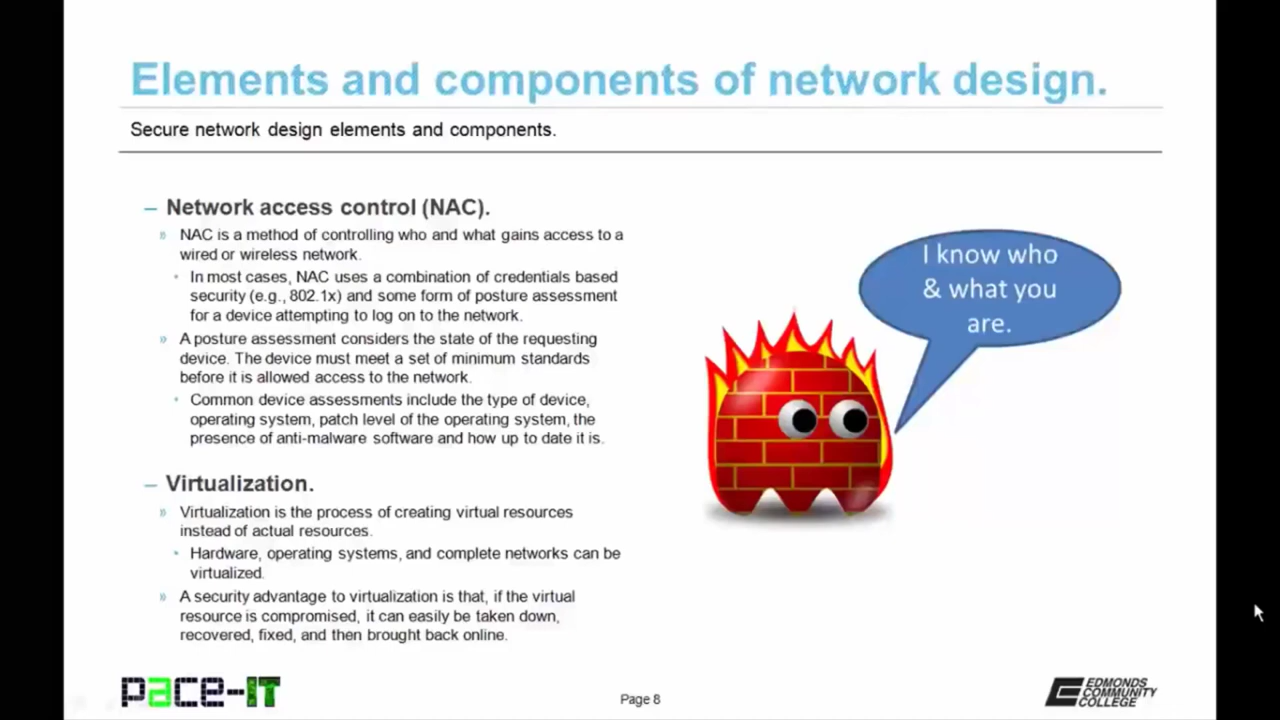 Elements and components of network design.
Secure network design elements and components.
– Network access control (NAC).
» NAC is a method of controlling who and what gains access to a
wired or wireless network.
• In most cases, NAC uses a combination of credentials based
security (e.g., 802.1x) and some form of posture assessment
for a device attempting to log on to the network.
» A posture assessment considers the state of the requesting
device. The device must meet a set of minimum standards
before it is allowed access to the network.
• Common device assessments include the type of device,
operating system, patch level of the operating system, the
presence of anti-malware software and how up to date it is.
– Virtualization.
» Virtualization is the process of creating virtual resources
instead of actual resources.
• Hardware, operating systems, and complete networks can be
virtualized.
» A security advantage to virtualization is that, if the virtual
resource is compromised, it can easily be taken down,
recovered, fixed, and then brought back online.
I know who
& what you
are.
pace-IT
Page 8
EDMONDS
COMMUNITY
COLLEGE